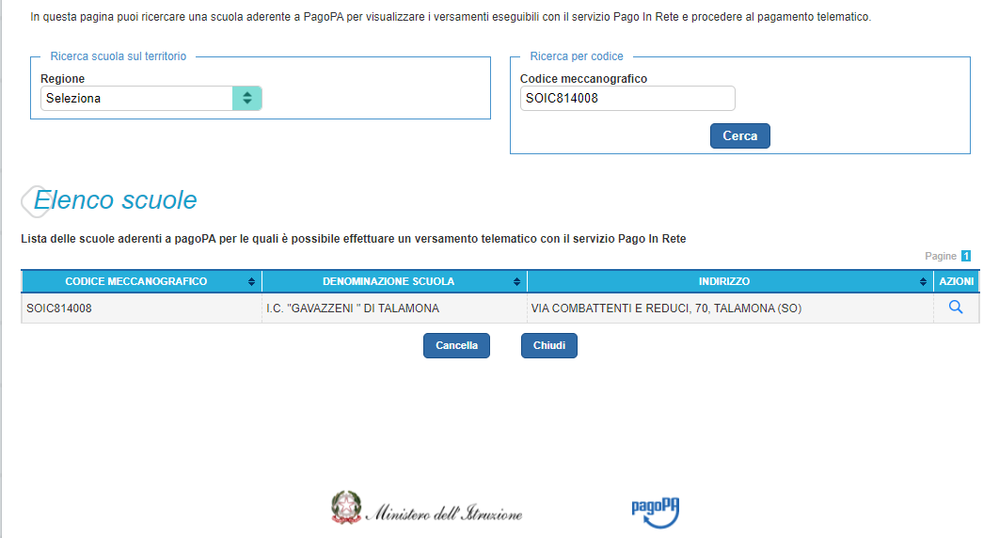 In questa pagina puoi ricercare una scuola aderente a PagoPA per visualizzare i versamenti eseguibili con il servizio Pago In Rete e procedere al pagamento telematico.
Ricerca scuola sul territorio
Regione
Seleziona
Ricerca per codice
Codice meccanografico
SOIC814008
Cerca
Elenco scuole
Lista delle scuole aderenti a pagoPA per le quali è possibile effettuare un versamento telematico con il servizio Pago In Rete
Pagine 1
CODICE MECCANOGRAFICO DENOMINAZIONE SCUOLA INDIRIZZO AZIONI
SOIC814008 I.C. "GAVAZZENI " DI TALAMONA VIA COMBATTENTI E REDUCI, 70, TALAMONA (SO)
Cancella Chiudi
Ministero dell'Istruzione pagoPA